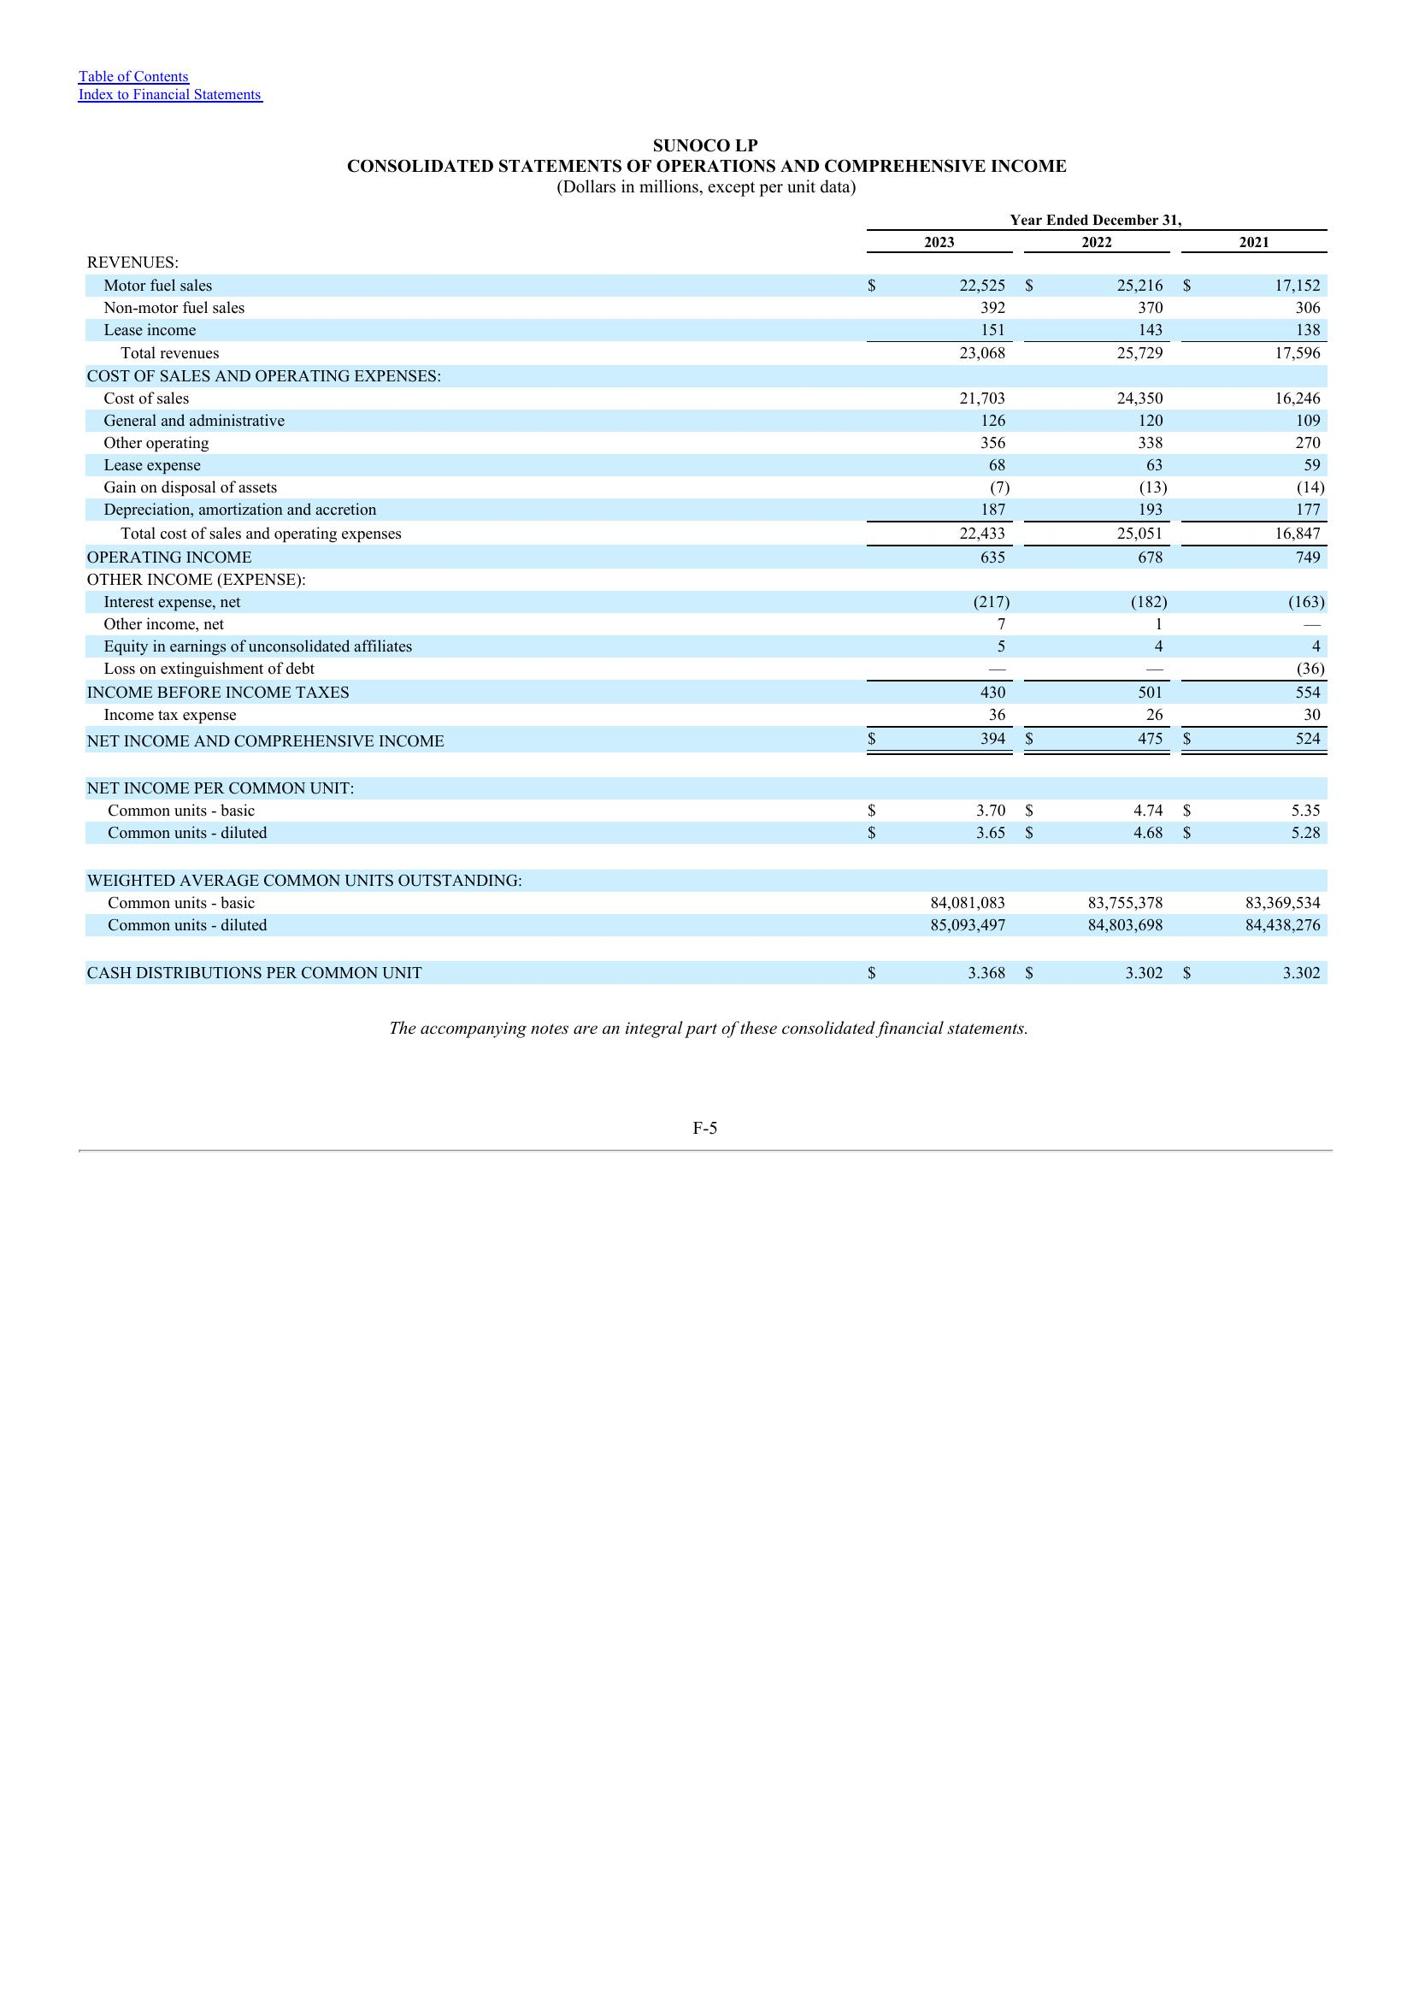 Table of Contents
Index to Financial Statements
SUNOCO LP
CONSOLIDATED STATEMENTS OF OPERATIONS AND COMPREHENSIVE INCOME
(Dollars in millions, except per unit data)
Year Ended December 31,
2023 2022 2021
REVENUES:
Motor fuel sales $ 22,525 $ 25,216 $ 17,152
Non-motor fuel sales 392 370 306
Lease income 151 143 138
Total revenues 23,068 25,729 17,596
COST OF SALES AND OPERATING EXPENSES:
Cost of sales 21,703 24,350 16,246
General and administrative 126 120 109
Other operating 356 338 270
Lease expense 68 63 59
Gain on disposal of assets (7) (13) (14)
Depreciation, amortization and accretion 187 193 177
Total cost of sales and operating expenses 22,433 25,051 16,847
OPERATING INCOME 635 678 749
OTHER INCOME (EXPENSE):
Interest expense, net (217) (182) (163)
Other income, net 7 1 —
Equity in earnings of unconsolidated affiliates 5 4 4
Loss on extinguishment of debt — — (36)
INCOME BEFORE INCOME TAXES 430 501 554
Income tax expense 36 26 30
NET INCOME AND COMPREHENSIVE INCOME $ 394 $ 475 $ 524
NET INCOME PER COMMON UNIT:
Common units - basic $ 3.70 $ 4.74 $ 5.35
Common units - diluted $ 3.65 $ 4.68 $ 5.28
WEIGHTED AVERAGE COMMON UNITS OUTSTANDING:
Common units - basic 84,081,083 83,755,378 83,369,534
Common units - diluted 85,093,497 84,803,698 84,438,276
CASH DISTRIBUTIONS PER COMMON UNIT $ 3.368 $ 3.302 $ 3.302
The accompanying notes are an integral part of these consolidated financial statements.
F-5